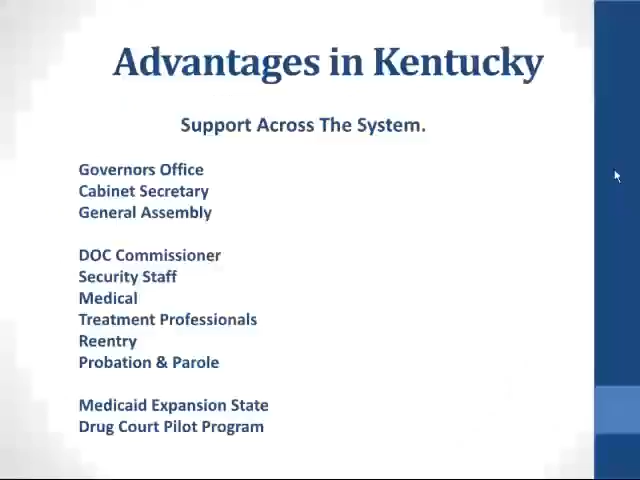 Advantages in Kentucky
Support Across The System.
Governors Office
Cabinet Secretary
General Assembly
DOC Commissioner
Security Staff
Medical
Treatment Professionals
Reentry
Probation & Parole
Medicaid Expansion State
Drug Court Pilot Program